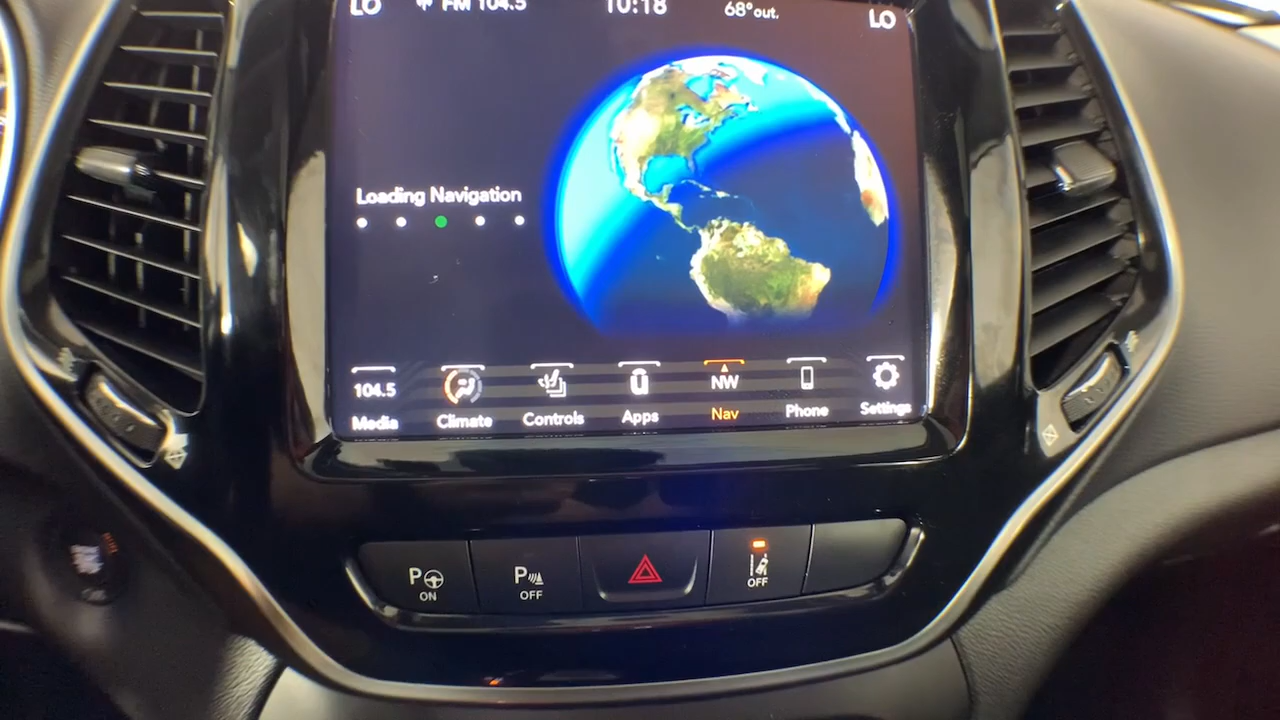 LO FM 104.5 10:18 68°out. LO
Loading Navigation
104.5 NW
Media Climate Controls Apps Nav Phone Settings
P ON P OFF OFF